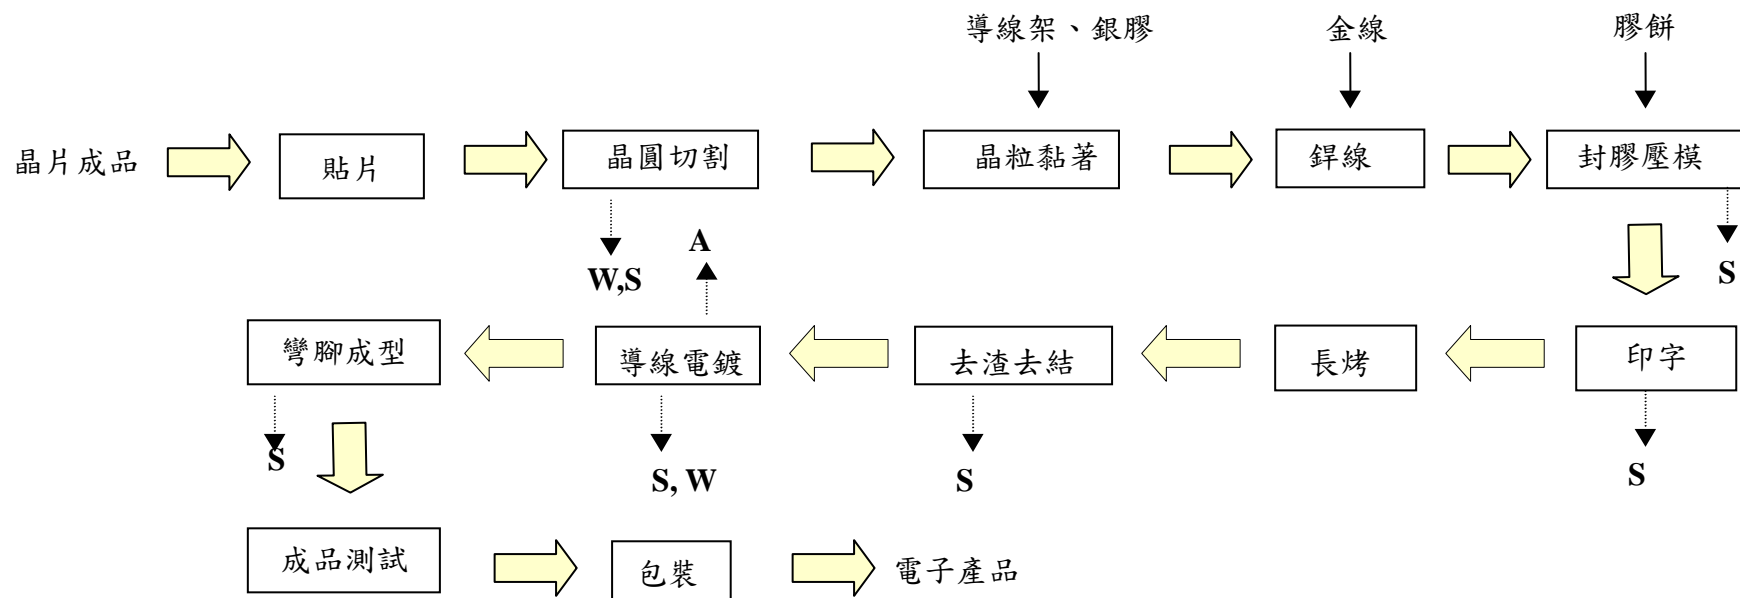 導線架、銀膠
金線
膠餅
晶片成品
貼片
晶圓切割
晶粒黏著
銲線
封膠壓模
W,S
A
S
彎腳成型
導線電鍍
去渣去結
長烤
印字
S
S, W
S
S
成品測試
包裝
電子產品